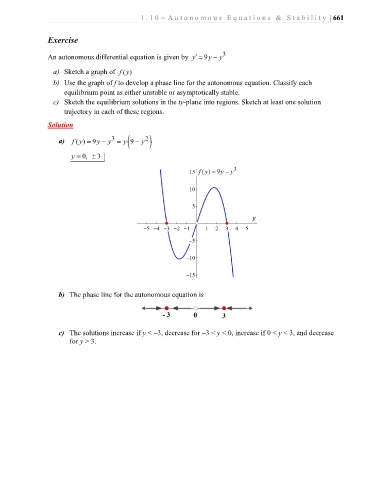 1.10 – Autonomous Equations & Stability | 661
Exercise
An autonomous differential equation is given by y' = 9y − y³
a) Sketch a graph of f(y)
b) Use the graph of f to develop a phase line for the autonomous equation. Classify each
equilibrium point as either unstable or asymptotically stable.
c) Sketch the equilibrium solutions in the ty-plane into regions. Sketch at least one solution
trajectory in each of these regions.
Solution
a) f(y) = 9y − y³ = y(9 − y²)
y = 0, ±3
15 f(y) = 9y − y³
10
5
y
−5 −4 −3 −2 −1 1 2 3 4 5
−5
−10
−15
b) The phase line for the autonomous equation is
-3 0 3
c) The solutions increase if y < −3, decrease for −3 < y < 0, increase if 0 < y < 3, and decrease
for y > 3.